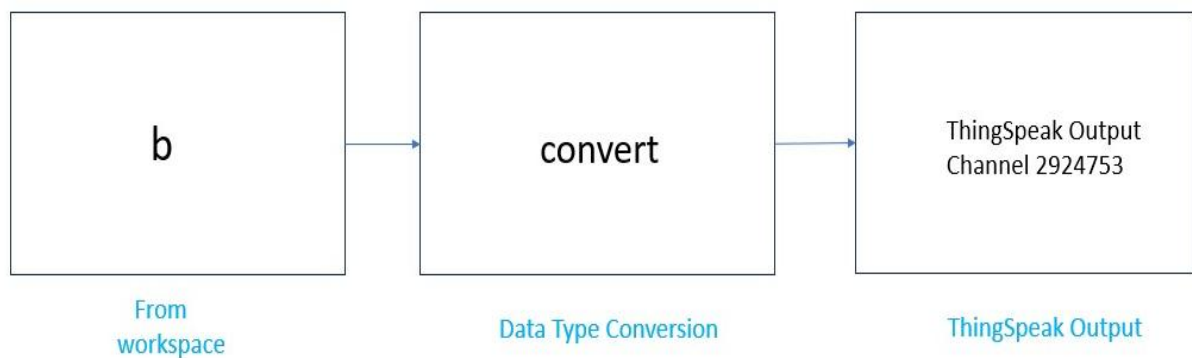 b
convert
ThingSpeak Output
Channel 2924753
From
workspace
Data Type Conversion
ThingSpeak Output